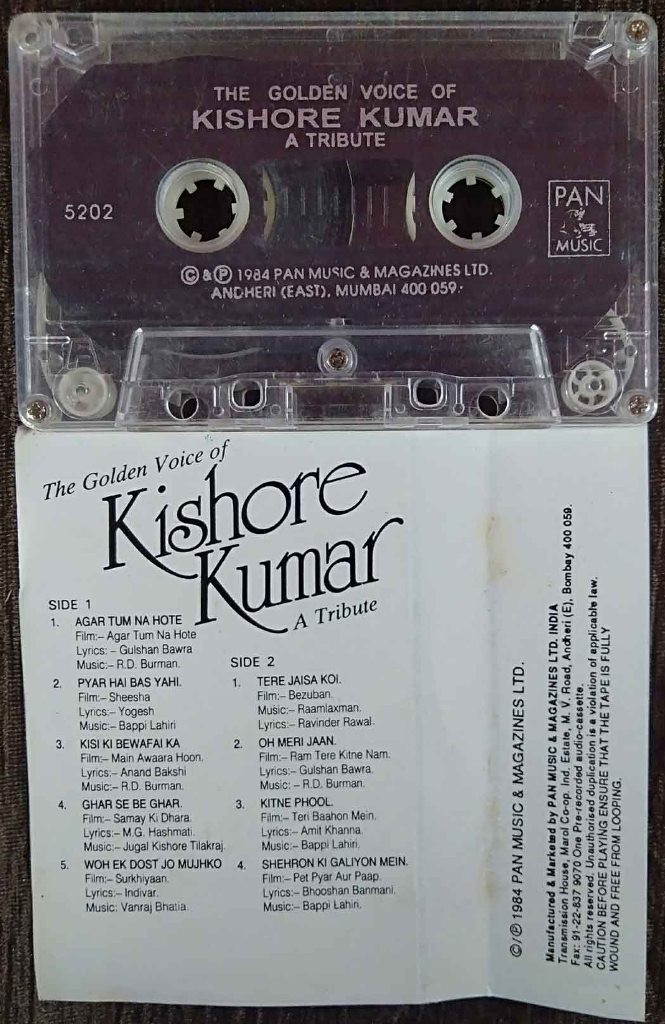 THE GOLDEN VOICE OF
KISHORE KUMAR
A TRIBUTE
5202
PAN
MUSIC
© & ℗ 1984 PAN MUSIC & MAGAZINES LTD.
ANDHERI (EAST), MUMBAI 400 059.
The Golden Voice of
Kishore
Kumar
A Tribute
SIDE 1
1. AGAR TUM NA HOTE
Film:– Agar Tum Na Hote
Lyrics: – Gulshan Bawra
Music:– R.D. Burman.
2. PYAR HAI BAS YAHI.
Film:– Sheesha
Lyrics:– Yogesh
Music:– Bappi Lahiri
3. KISI KI BEWAFAI KA
Film:– Main Awaara Hoon.
Lyrics:– Anand Bakshi
Music:– R.D. Burman.
4. GHAR SE BE GHAR.
Film:– Samay Ki Dhara.
Lyrics:– M.G. Hashmati.
Music:– Jugal Kishore Tilakraj.
5. WOH EK DOST JO MUJHKO
Film:– Surkhiyaan.
Lyrics:– Indivar.
Music: Vanraj Bhatia.
SIDE 2
1. TERE JAISA KOI.
Film:– Bezuban.
Music:– Raamlaxman.
Lyrics:– Ravinder Rawal.
2. OH MERI JAAN.
Film:– Ram Tere Kitne Nam.
Lyrics:– Gulshan Bawra.
Music: – R.D. Burman.
3. KITNE PHOOL.
Film:– Teri Baahon Mein.
Lyrics:– Amit Khanna.
Music:– Bappi Lahiri.
4. SHEHRON KI GALIYON MEIN.
Film:– Pet Pyar Aur Paap.
Lyrics:– Bhooshan Banmani.
Music:– Bappi Lahiri.
©/℗ 1984 PAN MUSIC & MAGAZINES LTD.
Manufactured & Marketed by PAN MUSIC & MAGAZINES LTD. INDIA
Transmission House, Marol Co-op. Ind. Estate, M. V. Road, Andheri (E), Bombay 400 059.
Fax: 91-22-837 9070 One Pre-recorded audio-cassette.
All rights reserved. Unauthorised duplication is a violation of applicable law.
CAUTION BEFORE PLAYING ENSURE THAT THE TAPE IS FULLY
WOUND AND FREE FROM LOOPING.